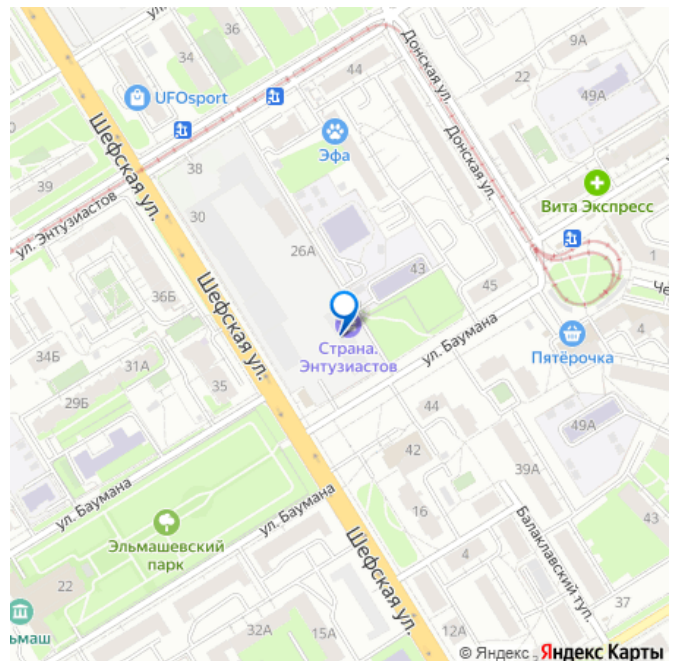 34
36
44
Донская ул.
9А
22
49А
UFOsport
Шефская ул.
Эфа
Донская ул.
38
39
30
Вита Экспресс
ул. Энтузиастов
26А
43
1
36Б
Шефская ул.
45
Че
4
Страна.
Энтузиастов
ул. Баумана
Пятёрочка
34Б
31А
35
29Б
44
49А
42
39А
ул. Баумана
16
43
Эльмашевский
парк
ул. Баумана
Шефская ул.
Балаклавский туп.
4
22
37
ьмаш
32А
15А
12А
© Яндекс
Яндекс Карты